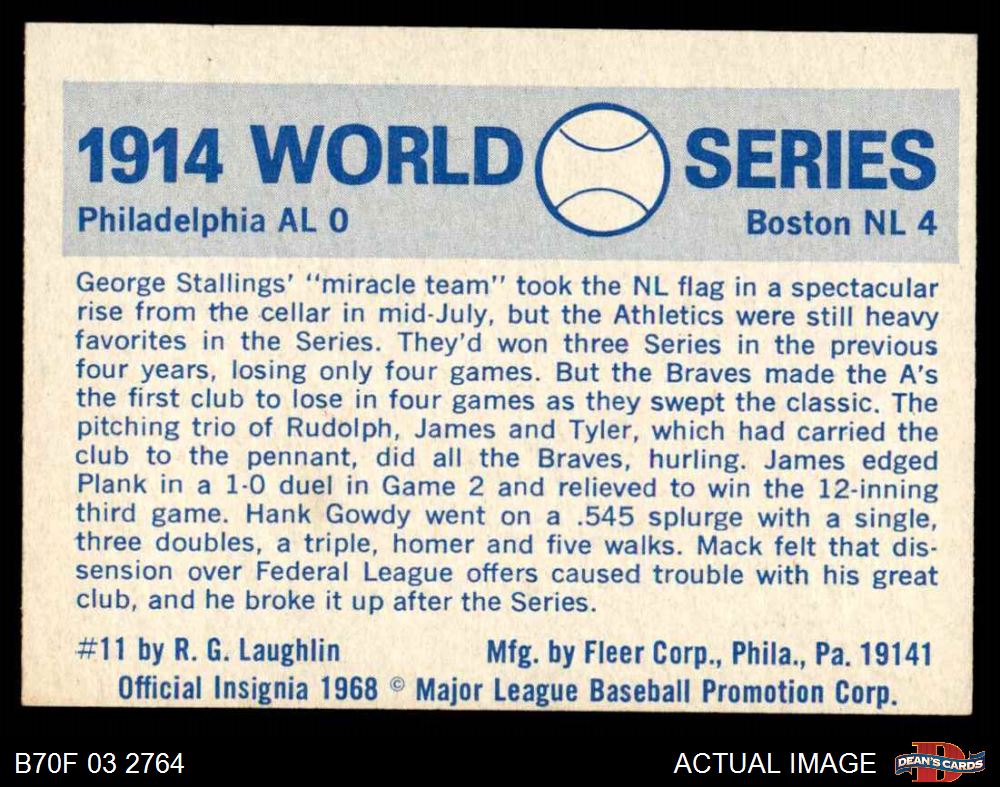 1914 WORLD SERIES
Philadelphia AL 0 Boston NL 4
George Stallings' "miracle team" took the NL flag in a spectacular
rise from the cellar in mid-July, but the Athletics were still heavy
favorites in the Series. They'd won three Series in the previous
four years, losing only four games. But the Braves made the A's
the first club to lose in four games as they swept the classic. The
pitching trio of Rudolph, James and Tyler, which had carried the
club to the pennant, did all the Braves, hurling. James edged
Plank in a 1-0 duel in Game 2 and relieved to win the 12-inning
third game. Hank Gowdy went on a .545 splurge with a single,
three doubles, a triple, homer and five walks. Mack felt that dis-
sension over Federal League offers caused trouble with his great
club, and he broke it up after the Series.
#11 by R. G. Laughlin Mfg. by Fleer Corp., Phila., Pa. 19141
Official Insignia 1968 © Major League Baseball Promotion Corp.
B70F 03 2764 ACTUAL IMAGE D DEAN'S CARDS